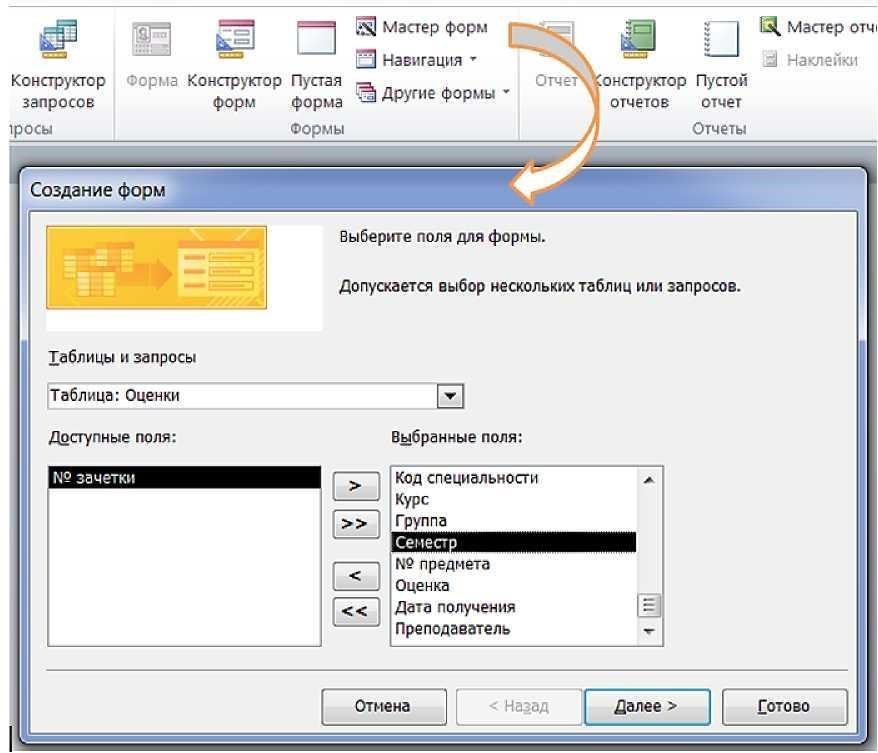 Конструктор запросов
Форма
Конструктор форм
Пустая форма
Мастер форм
Навигация
Другие формы
Отчет
Конструктор отчетов
Пустой отчет
Мастер
Наклейки
Формы
Отчеты
Создание форм
Выберите поля для формы.
Допускается выбор нескольких таблиц или запросов.
Таблицы и запросы
Таблица: Оценки
Доступные поля:
Выбранные поля:
№ зачетки
>
>>
<
<<
Код специальности
Курс
Группа
Семестр
№ предмета
Оценка
Дата получения
Преподаватель
Отмена
< Назад
Далее >
Готово